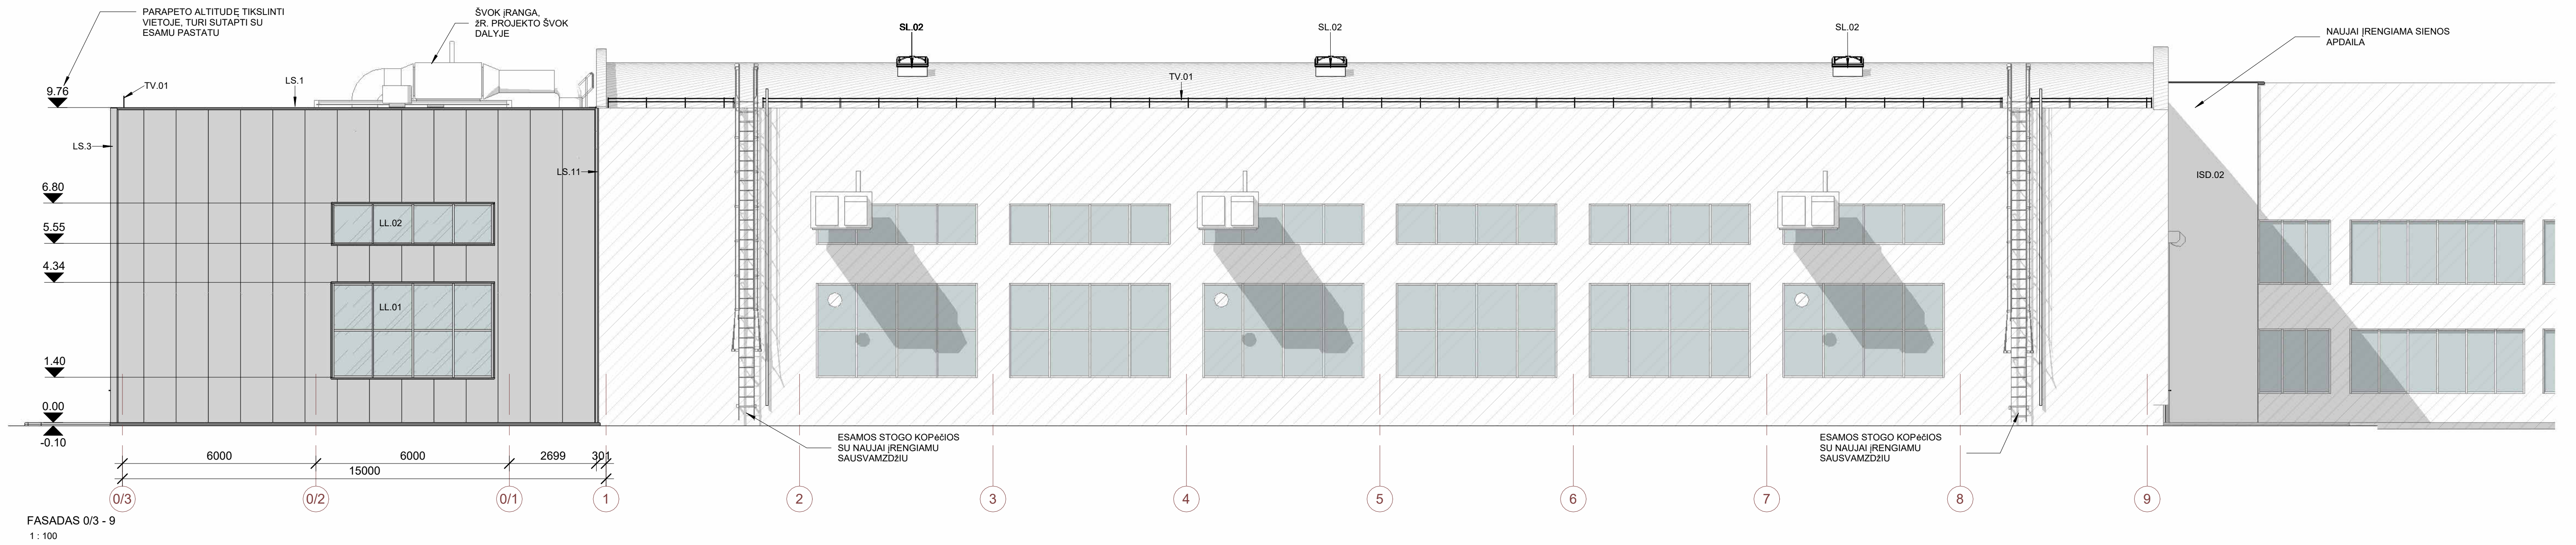 PARAPETO ALTITUDĘ TIKSLINTI
VIETOJE, TURI SUTAPTI SU
ESAMU PASTATU
ŠVOK įRANGA,
žR. PROJEKTO ŠVOK
DALYJE
SL.02
SL.02
SL.02
NAUJAI ĮRENGIAMA SIENOS
APDAILA
9.76
TV.01
LS.1
TV.01
LS.3
LS.11
ISD.02
6.80
LL.02
5.55
4.34
LL.01
1.40
0.00
-0.10
ESAMOS STOGO KOPėčIOS
SU NAUJAI įRENGIAMU
SAUSVAMZDžIU
ESAMOS STOGO KOPėčIOS
SU NAUJAI įRENGIAMU
SAUSVAMZDžIU
6000
6000
2699
301
15000
0/3
0/2
0/1
1
2
3
4
5
6
7
8
9
FASADAS 0/3 - 9
1 : 100